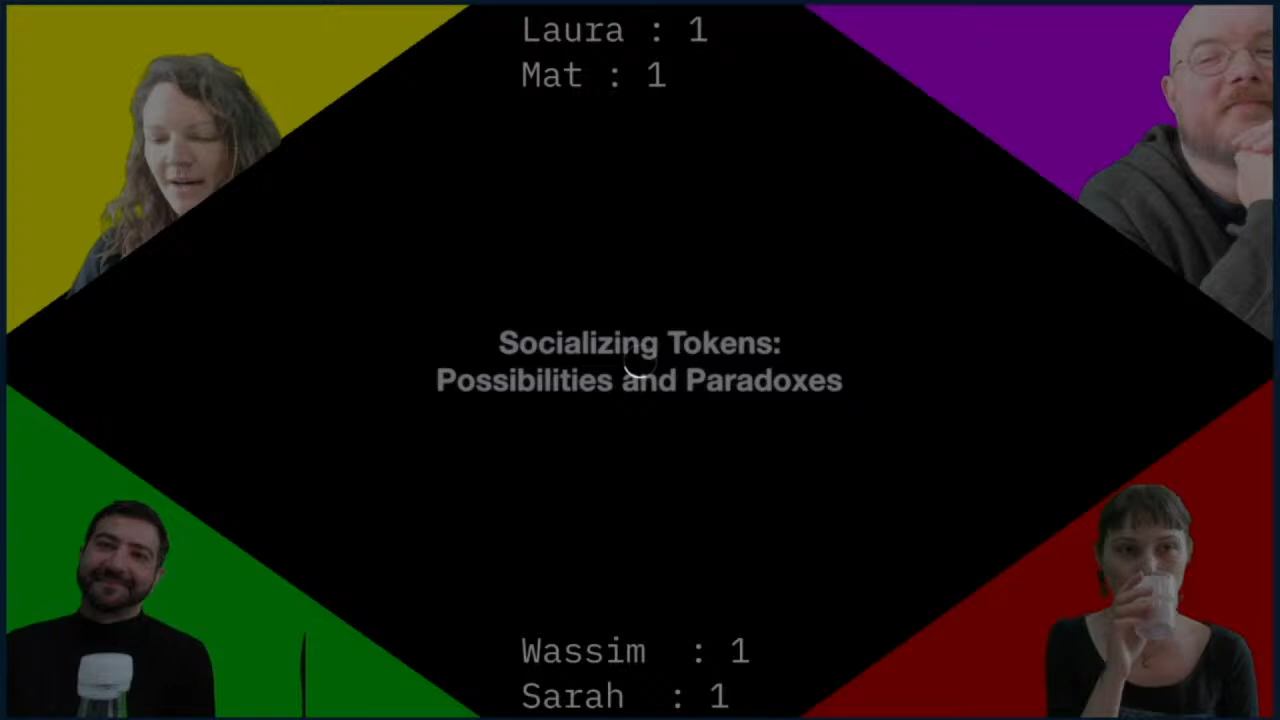 Laura : 1
Mat : 1
Socializing Tokens:
Possibilities and Paradoxes
Wassim  : 1
Sarah  : 1